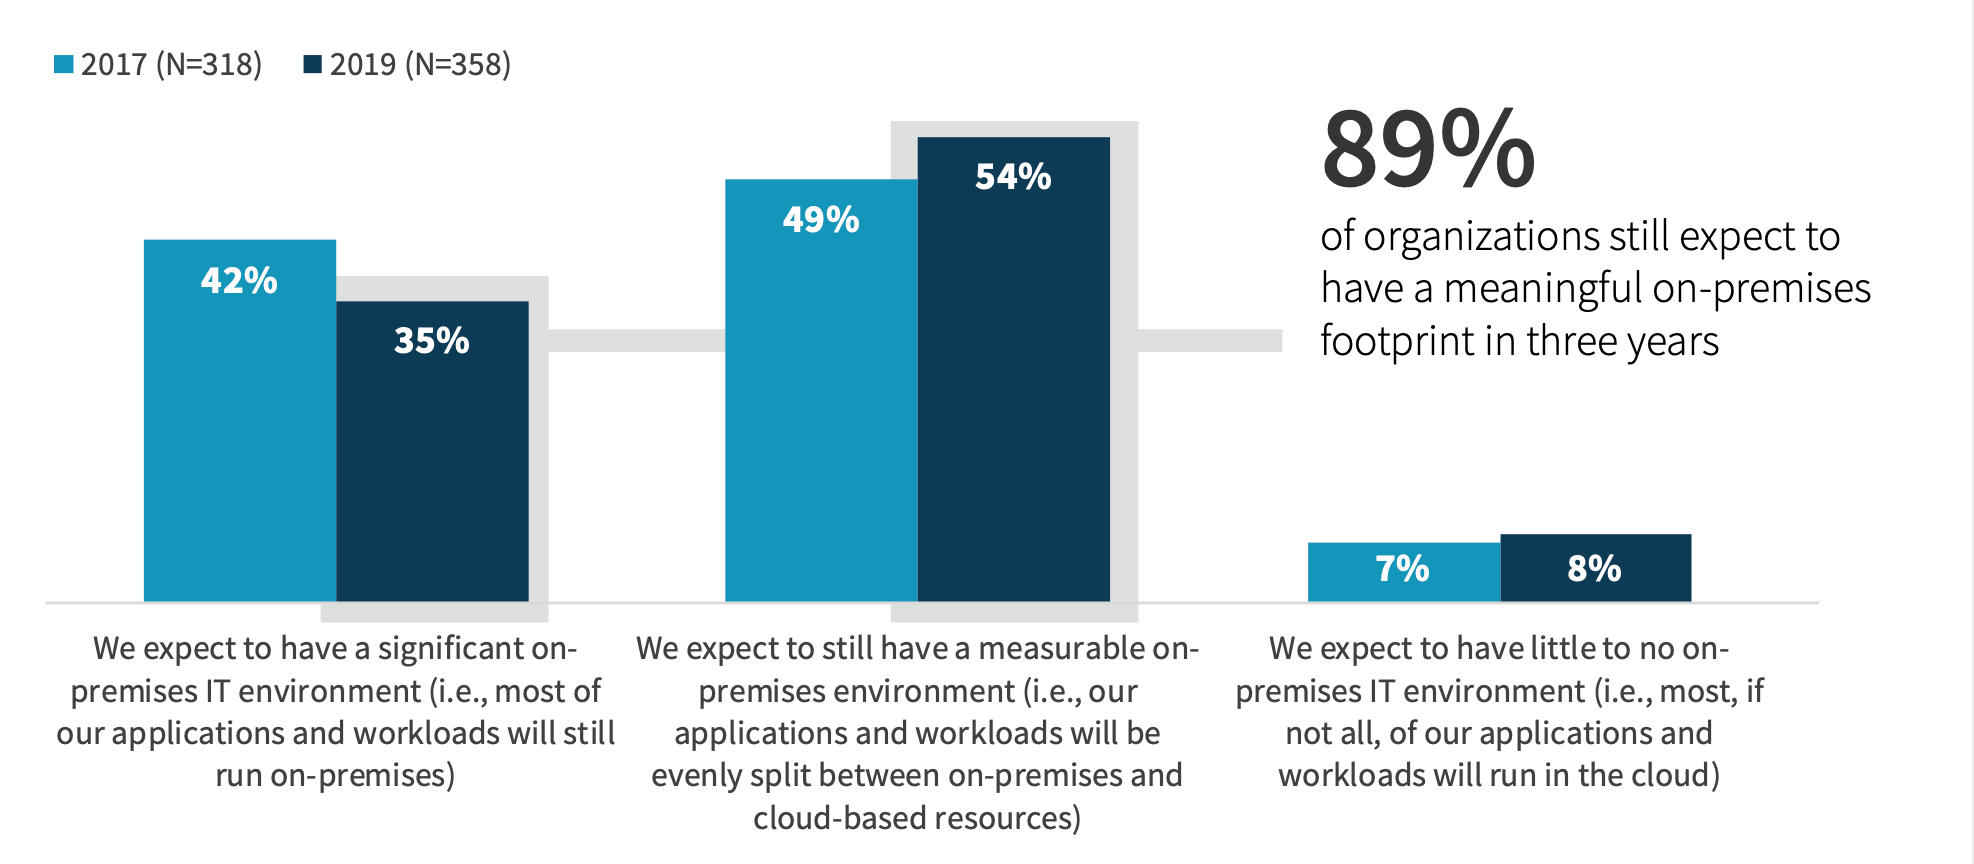 2017 (N=318) 2019 (N=358)
42%
35%
49%
54%
7%
8%
89%
of organizations still expect to
have a meaningful on-premises
footprint in three years
We expect to have a significant on-
premises IT environment (i.e., most of
our applications and workloads will still
run on-premises)
We expect to still have a measurable on-
premises environment (i.e., our
applications and workloads will be
evenly split between on-premises and
cloud-based resources)
We expect to have little to no on-
premises IT environment (i.e., most, if
not all, of our applications and
workloads will run in the cloud)